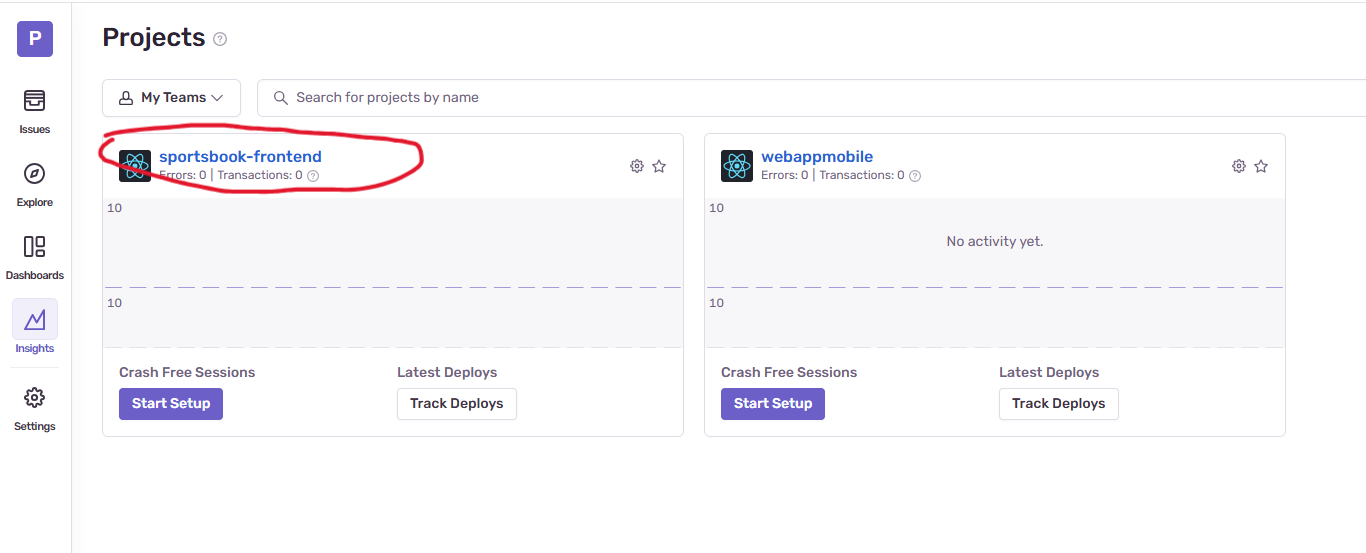 P
Projects
My Teams
Search for projects by name
Issues
Explore
Dashboards
Insights
Settings
sportsbook-frontend
Errors: 0 | Transactions: 0
10
10
Crash Free Sessions
Latest Deploys
Start Setup
Track Deploys
webappmobile
Errors: 0 | Transactions: 0
10
No activity yet.
10
Crash Free Sessions
Latest Deploys
Start Setup
Track Deploys